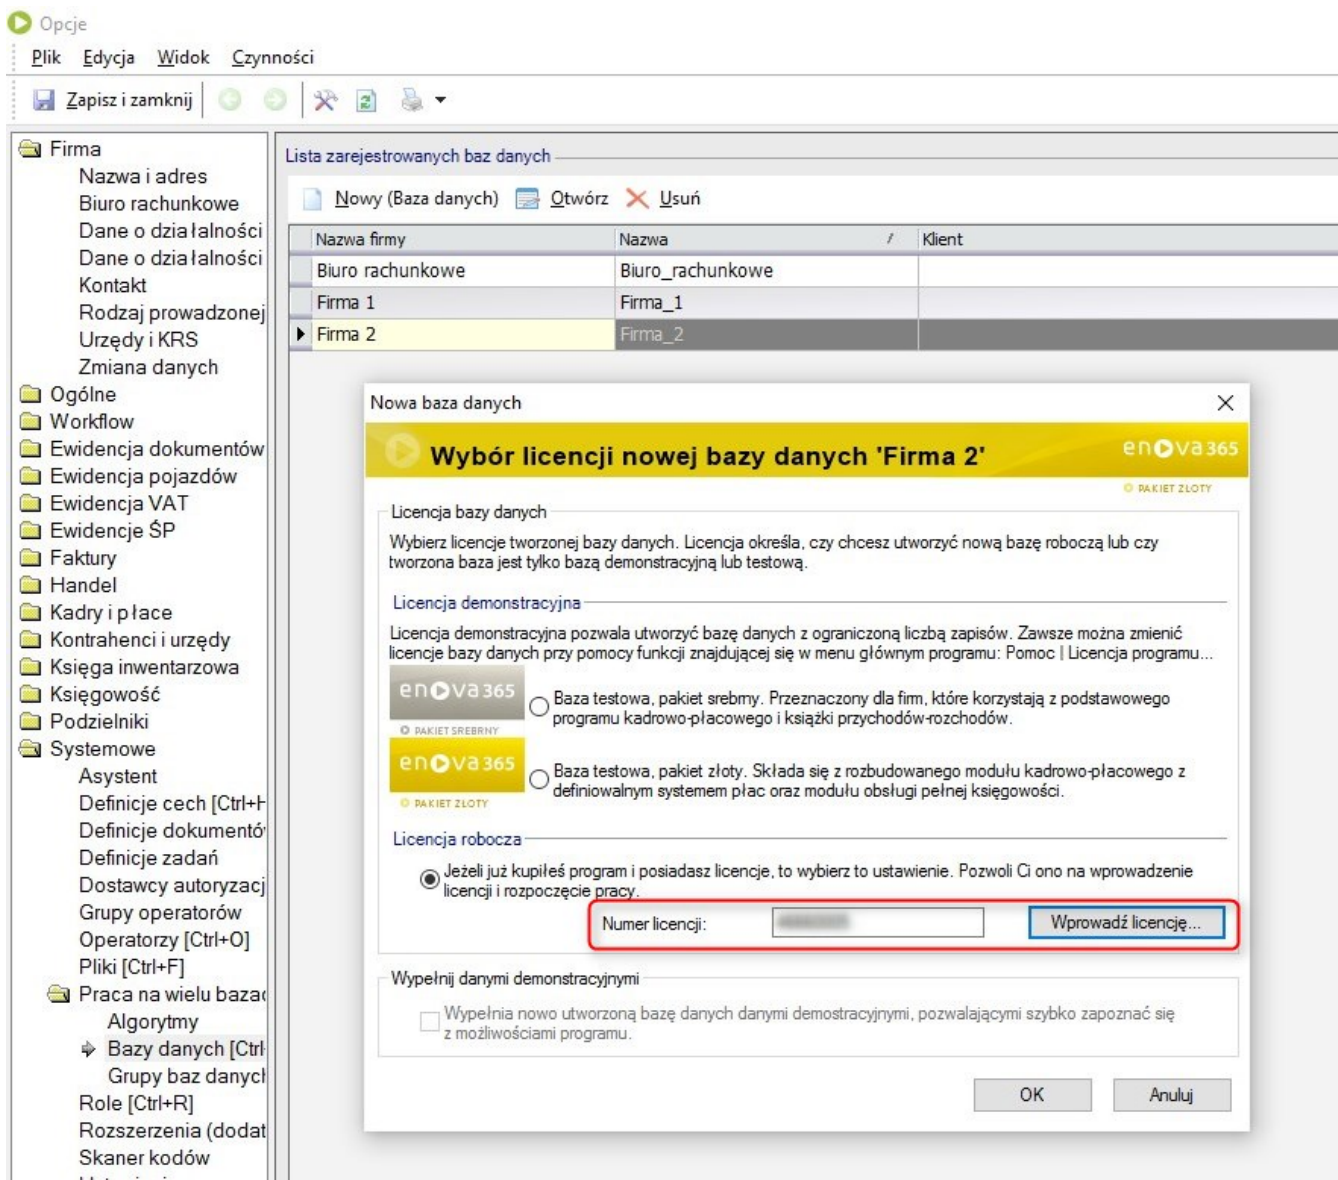 Opcje
Plik Edycja Widok Czynności
Zapisz i zamknij
Firma
Nazwa i adres
Biuro rachunkowe
Dane o działalności
Dane o działalności
Kontakt
Rodzaj prowadzonej
Urzędy i KRS
Zmiana danych
Ogólne
Workflow
Ewidencja dokumentów
Ewidencja pojazdów
Ewidencja VAT
Ewidencje ŚP
Faktury
Handel
Kadry i płace
Kontrahenci i urzędy
Księga inwentarzowa
Księgowość
Podzielniki
Systemowe
Asystent
Definicje cech [Ctrl+H
Definicje dokumentó
Definicje zadań
Dostawcy autoryzacj
Grupy operatorów
Operatorzy [Ctrl+O]
Pliki [Ctrl+F]
Praca na wielu bazac
Algorytmy
Bazy danych [Ctrl
Grupy baz danych
Role [Ctrl+R]
Rozszerzenia (dodat
Skaner kodów
Lista zarejestrowanych baz danych
Nowy (Baza danych) Otwórz Usuń
Nazwa firmy Nazwa / Klient
Biuro rachunkowe Biuro_rachunkowe
Firma 1 Firma_1
Firma 2 Firma_2
Nowa baza danych
Wybór licencji nowej bazy danych 'Firma 2'
enova365
PAKIET ZŁOTY
Licencja bazy danych
Wybierz licencje tworzonej bazy danych. Licencja określa, czy chcesz utworzyć nową bazę roboczą lub czy
tworzona baza jest tylko bazą demonstracyjną lub testową.
Licencja demonstracyjna
Licencja demonstracyjna pozwala utworzyć bazę danych z ograniczoną liczbą zapisów. Zawsze można zmienić
licencje bazy danych przy pomocy funkcji znajdującej się w menu głównym programu: Pomoc | Licencja programu...
enova365
PAKIET SREBRNY
Baza testowa, pakiet srebrny. Przeznaczony dla firm, które korzystają z podstawowego
programu kadrowo-płacowego i książki przychodów-rozchodów.
enova365
PAKIET ZŁOTY
Baza testowa, pakiet złoty. Składa się z rozbudowanego modułu kadrowo-płacowego z
definiowalnym systemem płac oraz modułu obsługi pełnej księgowości.
Licencja robocza
Jeżeli już kupiłeś program i posiadasz licencje, to wybierz to ustawienie. Pozwoli Ci ono na wprowadzenie
licencji i rozpoczęcie pracy.
Numer licencji: Wprowadź licencję...
Wypełnij danymi demonstracyjnymi
Wypełnia nowo utworzoną bazę danych danymi demostracyjnymi, pozwalającymi szybko zapoznać się
z możliwościami programu.
OK Anuluj